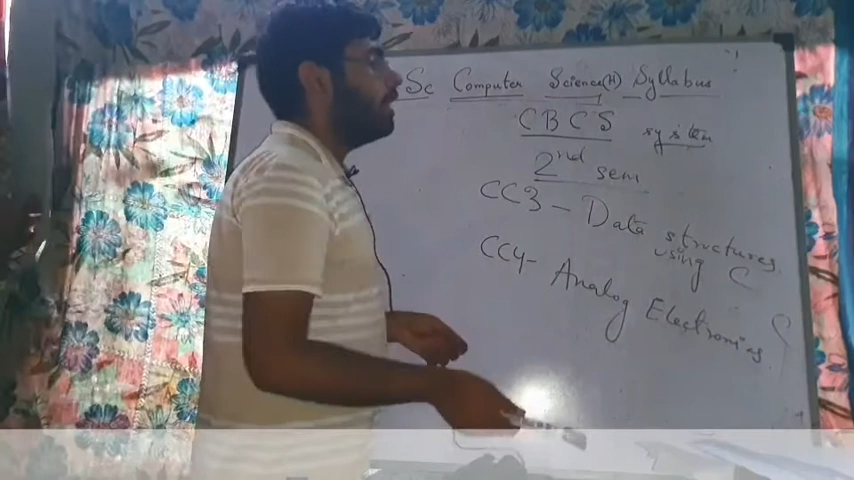 Sc Computer Science(H) Syllabus
CBCS system
2nd sem
CC3 - Data structures
using C
CC4 - Analog Electronics